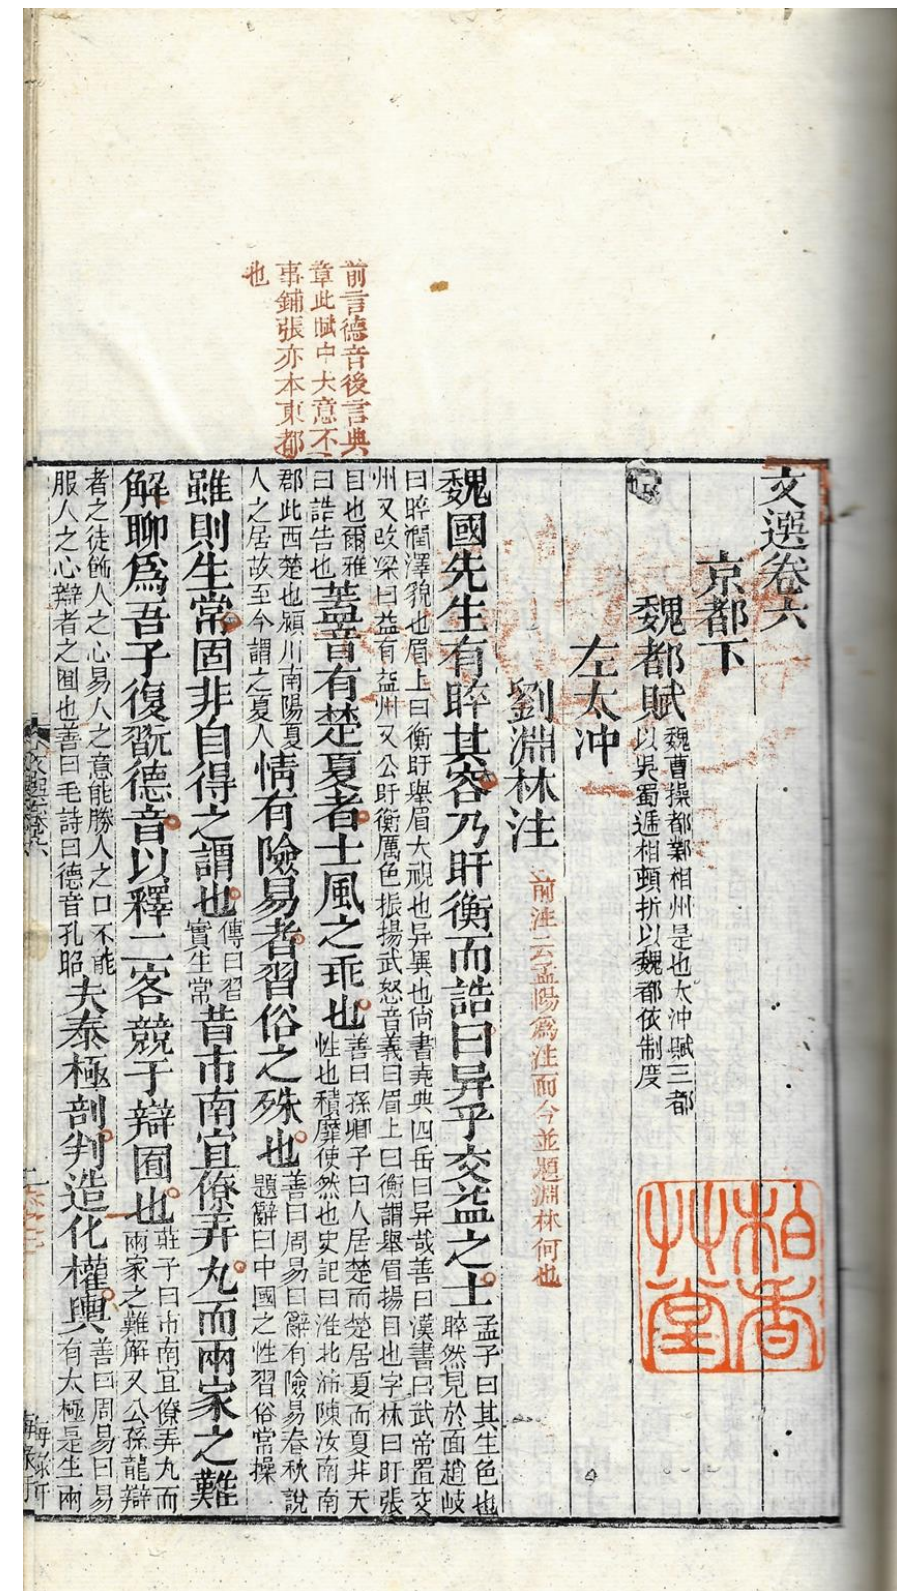 文選卷六
京都下
魏都賦
魏曹操都鄴相州是也太沖賦三都
以吳蜀遞相頓折以魏都依制度
左太沖
劉淵林注
前注云孟陽為注而今並題淵林何也
魏國先生有睟其容乃盱衡而誥曰异乎交益之士
孟子曰其生色也
睟然見於面趙岐
曰睟潤澤貌也眉上曰衡盱舉眉大視也异異也尚書堯典四岳曰异哉善曰漢書曰武帝置交
州又改梁曰益有益州又公盱衡厲色振揚武怒音義曰眉上曰衡謂舉眉揚目也字林曰盱張
目也爾雅
曰誥告也
蓋音有楚夏者士風之乖也
善曰孫卿子曰人居楚而楚居夏而夏非天
性也積靡使然也史記曰淮北沛陳汝南南
郡此西楚也潁川南陽夏
人之居故至今謂之夏人
情有險易者習俗之殊也
善曰周易曰辭有險易春秋說
題辭曰中國之性習俗常操
雖則生常固非自得之謂也
傳曰習
實生常
昔市南宜僚弄丸而兩家之難
解聊為吾子復翫德音以釋二客競于辯囿也
莊子曰市南宜僚弄丸而
兩家之難解又公孫龍辯
者之徒飾人之心易人之意能勝人之口不能
服人之心辯者之囿也善曰毛詩曰德音孔昭
夫泰極剖判造化權輿
善曰周易曰易
有太極是生兩
前言德音後言典
章此賦中大意不
事鋪張亦本東都
也
柏香
艸堂